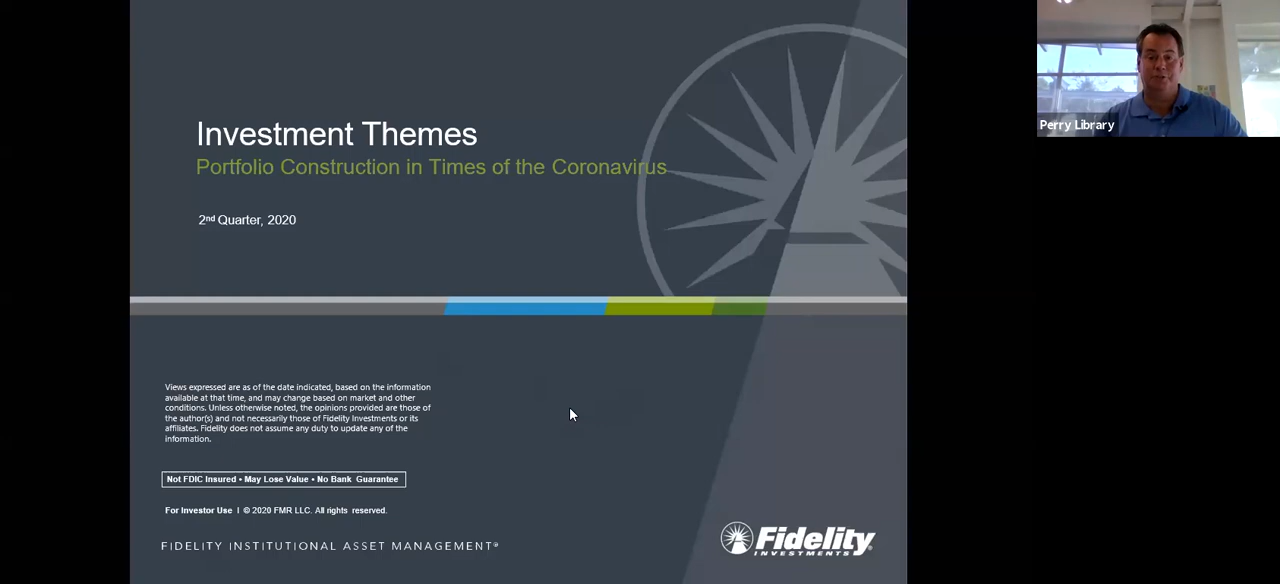 Investment Themes
Portfolio Construction in Times of the Coronavirus
2nd Quarter, 2020
Views expressed are as of the date indicated, based on the information
available at that time, and may change based on market and other
conditions. Unless otherwise noted, the opinions provided are those of
the author(s) and not necessarily those of Fidelity Investments or its
affiliates. Fidelity does not assume any duty to update any of the
information.
Not FDIC Insured • May Lose Value • No Bank Guarantee
For Investor Use | © 2020 FMR LLC. All rights reserved.
FIDELITY INSTITUTIONAL ASSET MANAGEMENT®
Fidelity
INVESTMENTS®
Perry Library